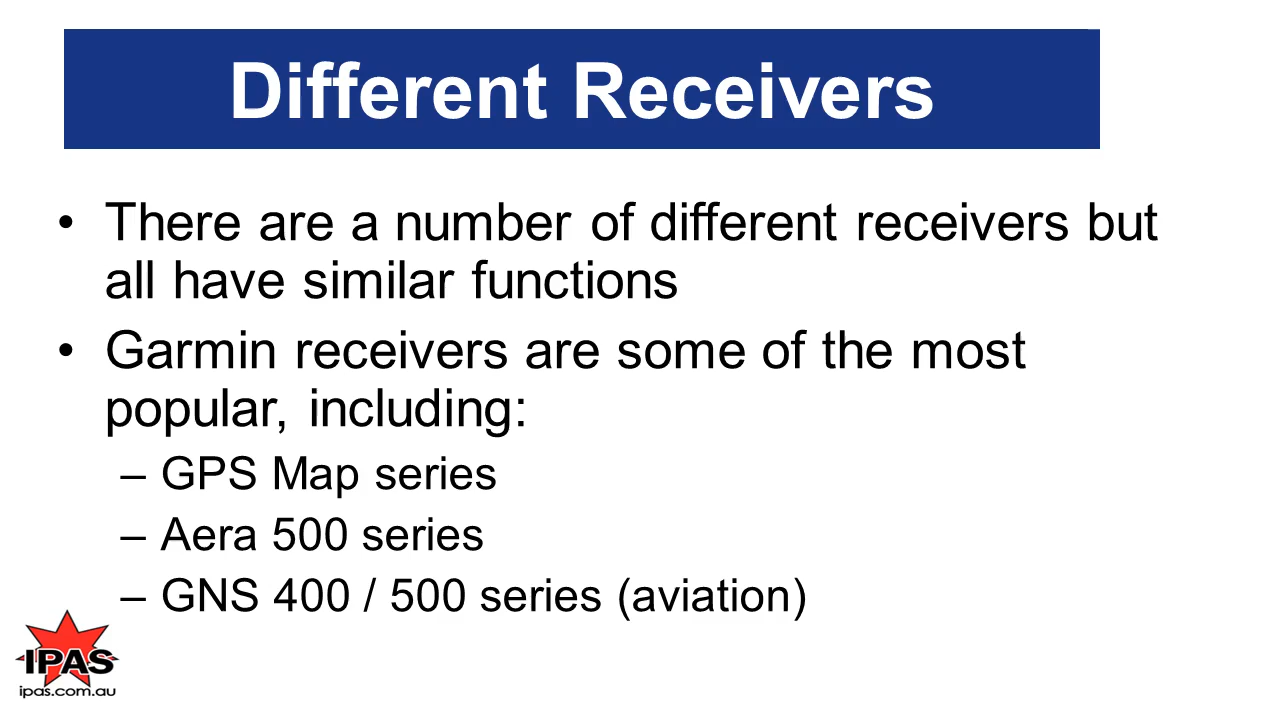 Different Receivers
• There are a number of different receivers but
all have similar functions
• Garmin receivers are some of the most
popular, including:
– GPS Map series
– Aera 500 series
– GNS 400 / 500 series (aviation)
IPAS
ipas.com.au